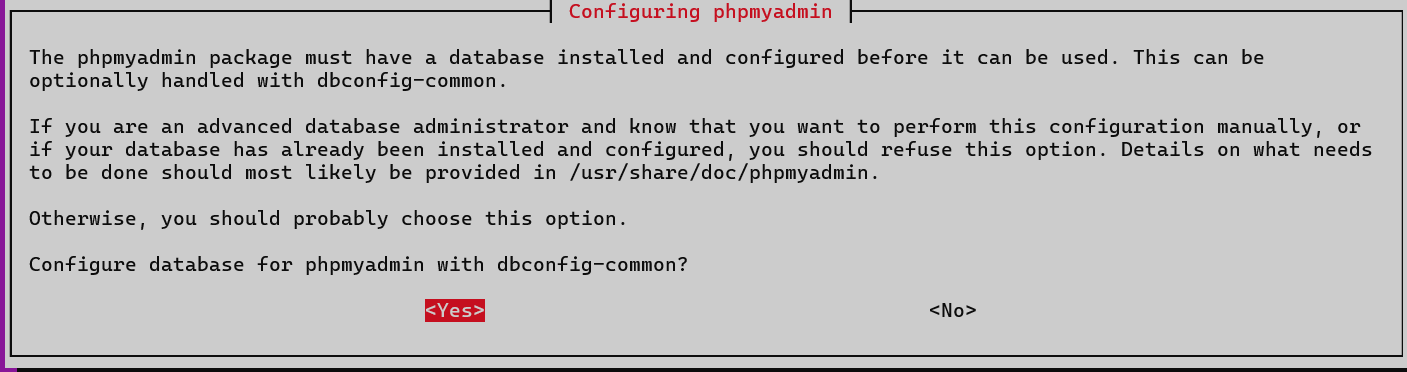 Configuring phpmyadmin
The phpmyadmin package must have a database installed and configured before it can be used. This can be
optionally handled with dbconfig-common.
If you are an advanced database administrator and know that you want to perform this configuration manually, or
if your database has already been installed and configured, you should refuse this option. Details on what needs
to be done should most likely be provided in /usr/share/doc/phpmyadmin.
Otherwise, you should probably choose this option.
Configure database for phpmyadmin with dbconfig-common?
<Yes> <No>